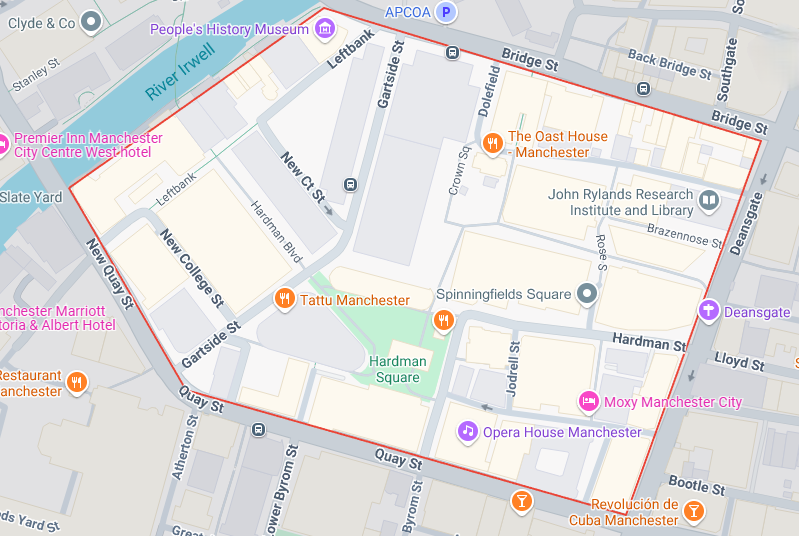 Clyde & Co
APCOA
P
People's History Museum
Leftbank
Gartside St
Bridge St
Back Bridge St
Southgate
Stanley St
River Irwell
Dolefield
Bridge St
Premier Inn Manchester
City Centre West hotel
The Oast House
- Manchester
New Ct St
Crown Sq
Slate Yard
Leftbank
John Rylands Research
Institute and Library
Deansgate
Hardman Blvd
Brazennose St
Rose S
New Quay St
New College St
Tattu Manchester
Spinningfields Square
nchester Marriott
toria & Albert Hotel
Deansgate
Gartside St
Hardman St
Lloyd St
S
Hardman
Square
Jodrell St
Restaurant
anchester
Quay St
Moxy Manchester City
Atherton St
Opera House Manchester
Quay St
Lower Byrom St
Byrom St
Bootle St
Revolución de
Cuba Manchester
nds Yard St
Great